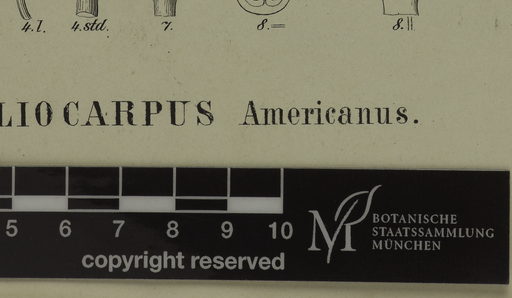 4.l. 4.std. 7. 8.= 8.||
LIOCARPUS Americanus.
5 6 7 8 9 10
copyright reserved
BOTANISCHE
STAATSSAMMLUNG
MÜNCHEN